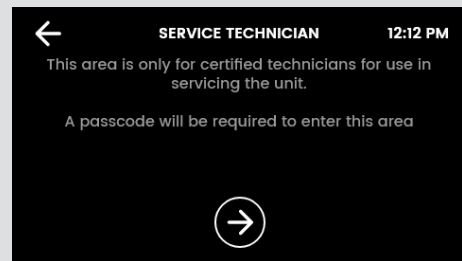 SERVICE TECHNICIAN 12:12 PM
This area is only for certified technicians for use in
servicing the unit.
A passcode will be required to enter this area